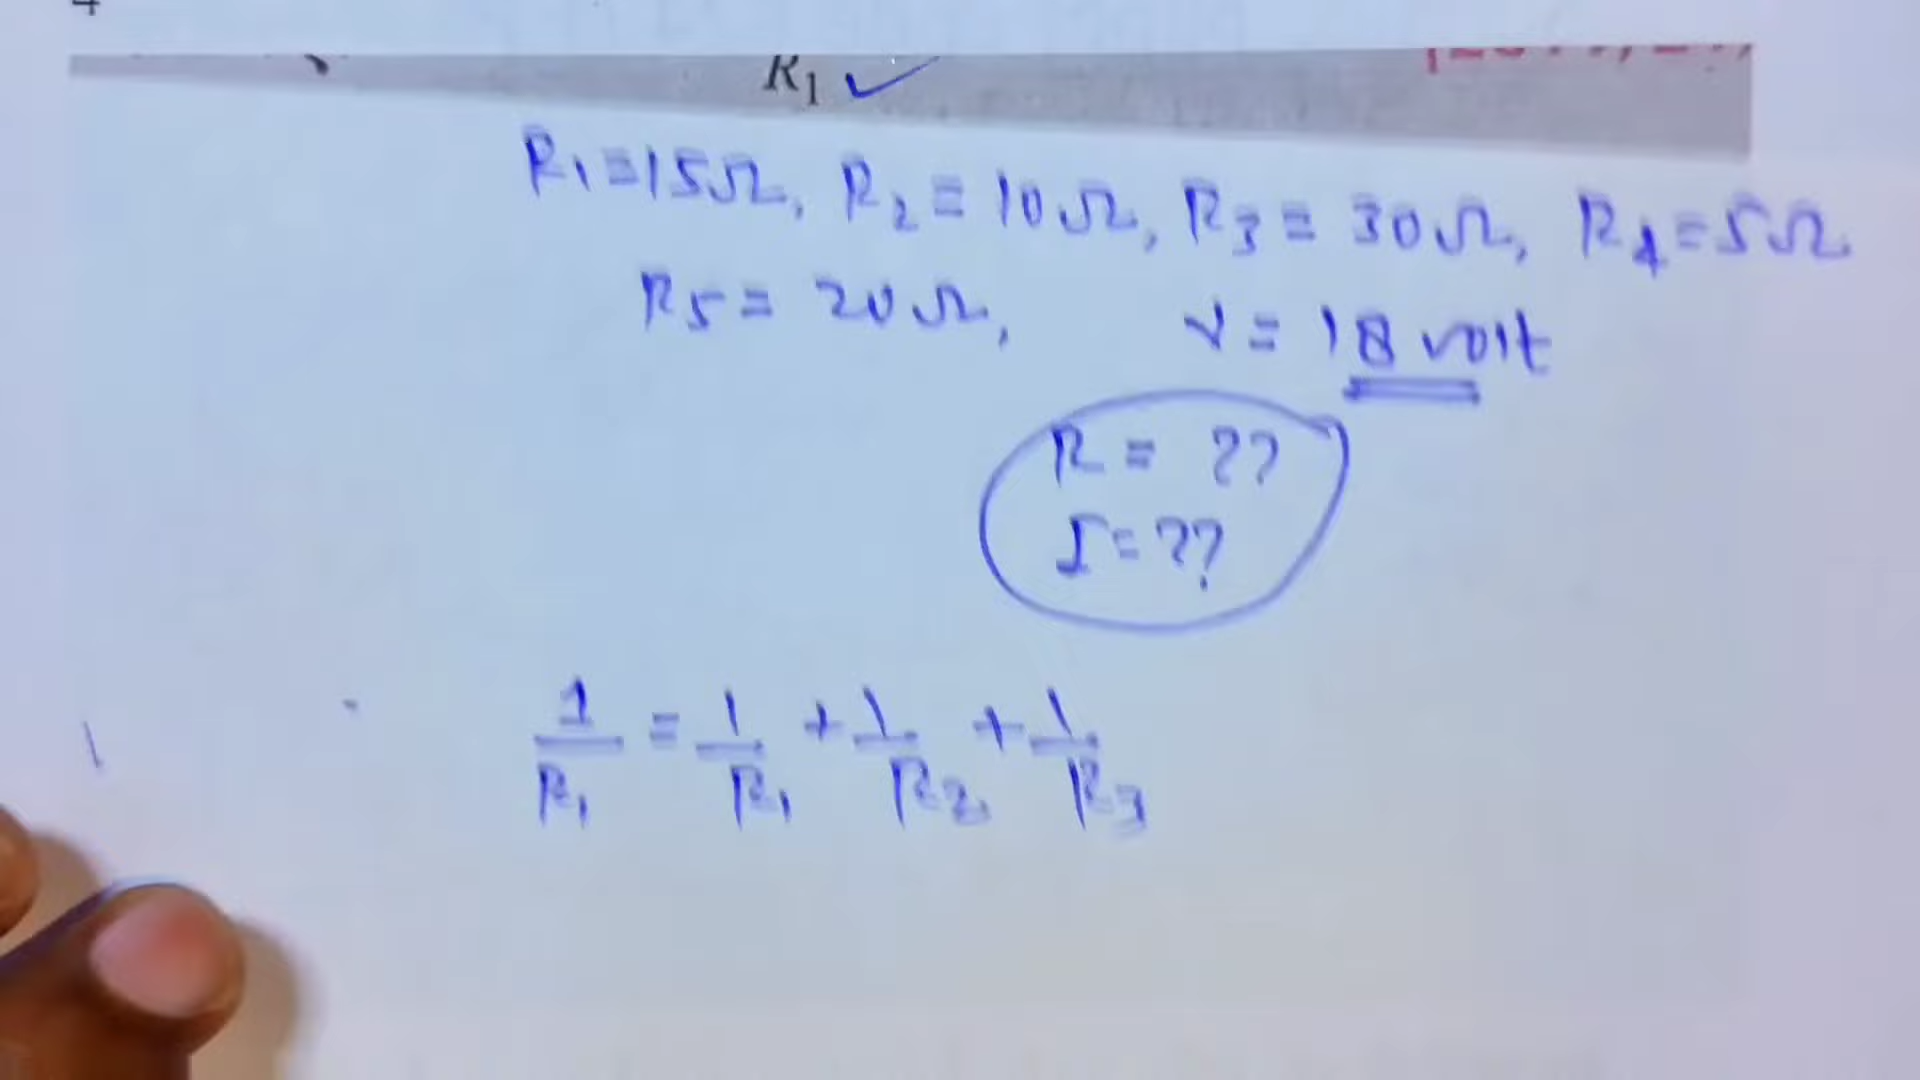 4
R₁ ✓
R₁ = 15Ω, R₂ = 10Ω, R₃ = 30Ω, R₄ = 5Ω
R₅ = 20Ω, V = 18 volt
R = ??
I = ??
1/R₁ = 1/R₁ + 1/R₂ + 1/R₃